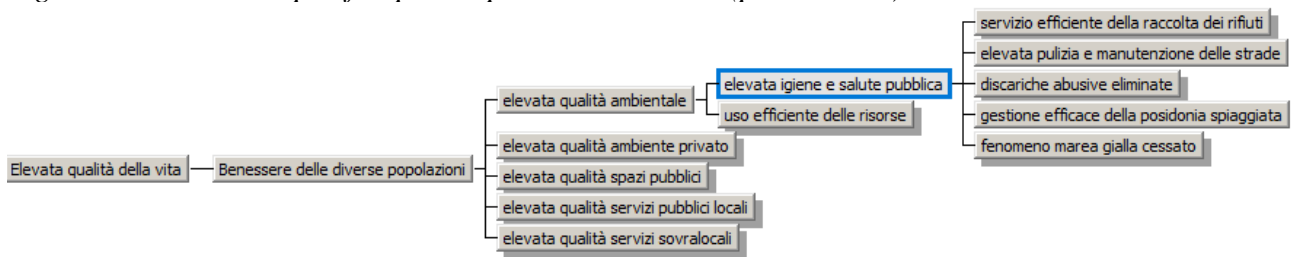 servizio efficiente della raccolta dei rifiuti
elevata pulizia e manutenzione delle strade
elevata igiene e salute pubblica
discariche abusive eliminate
elevata qualità ambientale
uso efficiente delle risorse
gestione efficace della posidonia spiaggiata
elevata qualità ambiente privato
fenomeno marea gialla cessato
Elevata qualità della vita
Benessere delle diverse popolazioni
elevata qualità spazi pubblici
elevata qualità servizi pubblici locali
elevata qualità servizi sovralocali